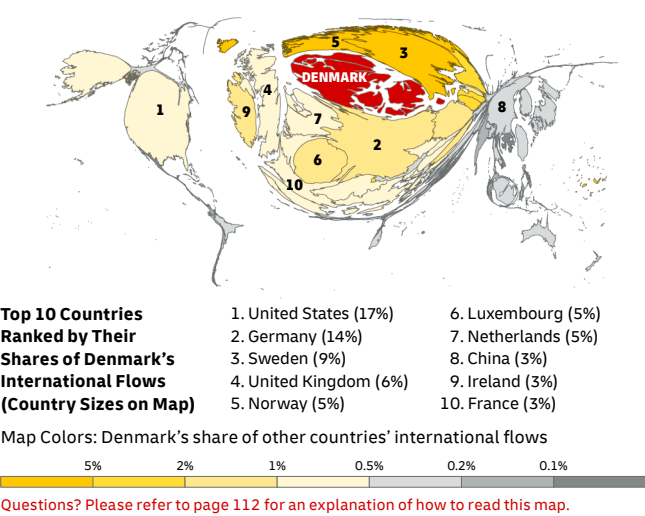 5
3
DENMARK
4
1
9
8
7
2
6
10
Top 10 Countries
Ranked by Their
Shares of Denmark's
International Flows
(Country Sizes on Map)
1. United States (17%)
2. Germany (14%)
3. Sweden (9%)
4. United Kingdom (6%)
5. Norway (5%)
6. Luxembourg (5%)
7. Netherlands (5%)
8. China (3%)
9. Ireland (3%)
10. France (3%)
Map Colors: Denmark's share of other countries' international flows
5% 2% 1% 0.5% 0.2% 0.1%
Questions? Please refer to page 112 for an explanation of how to read this map.